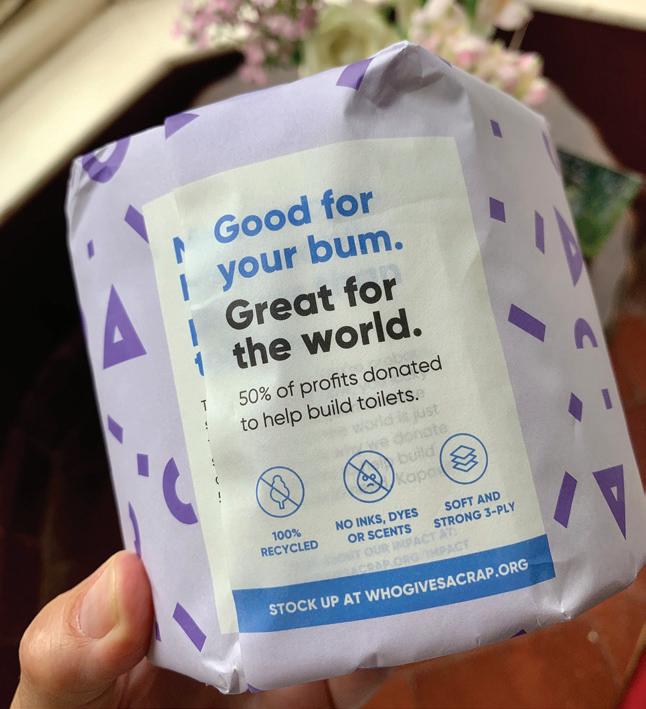 Good for
your bum.
Great for
the world.
50% of profits donated
to help build toilets.
100%
RECYCLED
NO INKS, DYES
OR SCENTS
SOFT AND
STRONG 3-PLY
STOCK UP AT WHOGIVESACRAP.ORG